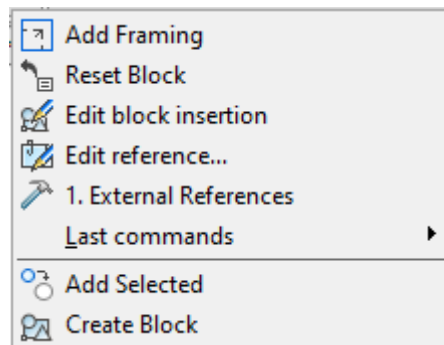 Add Framing
Reset Block
Edit block insertion
Edit reference...
1. External References
Last commands
Add Selected
Create Block